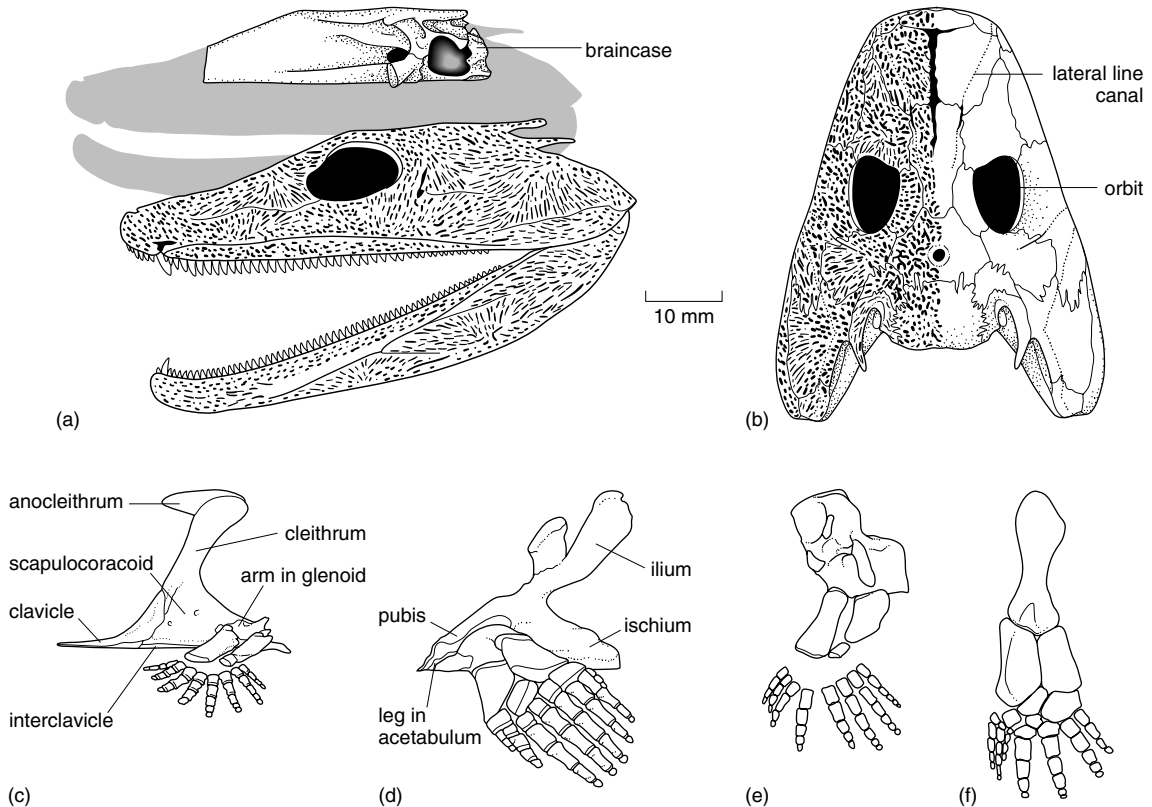 braincase
lateral line
canal
orbit
10 mm
(a)
(b)
anocleithrum
cleithrum
scapulocoracoid
arm in glenoid
clavicle
interclavicle
(c)
ilium
pubis
ischium
leg in
acetabulum
(d)
(e)
(f)